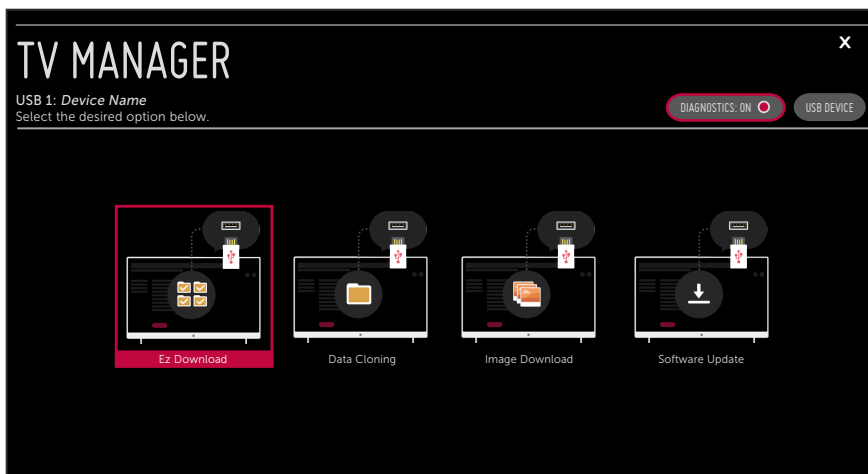 X
TV MANAGER
USB 1: Device Name
Select the desired option below.
DIAGNOSTICS: ON
USB DEVICE
Ez Download
Data Cloning
Image Download
Software Update